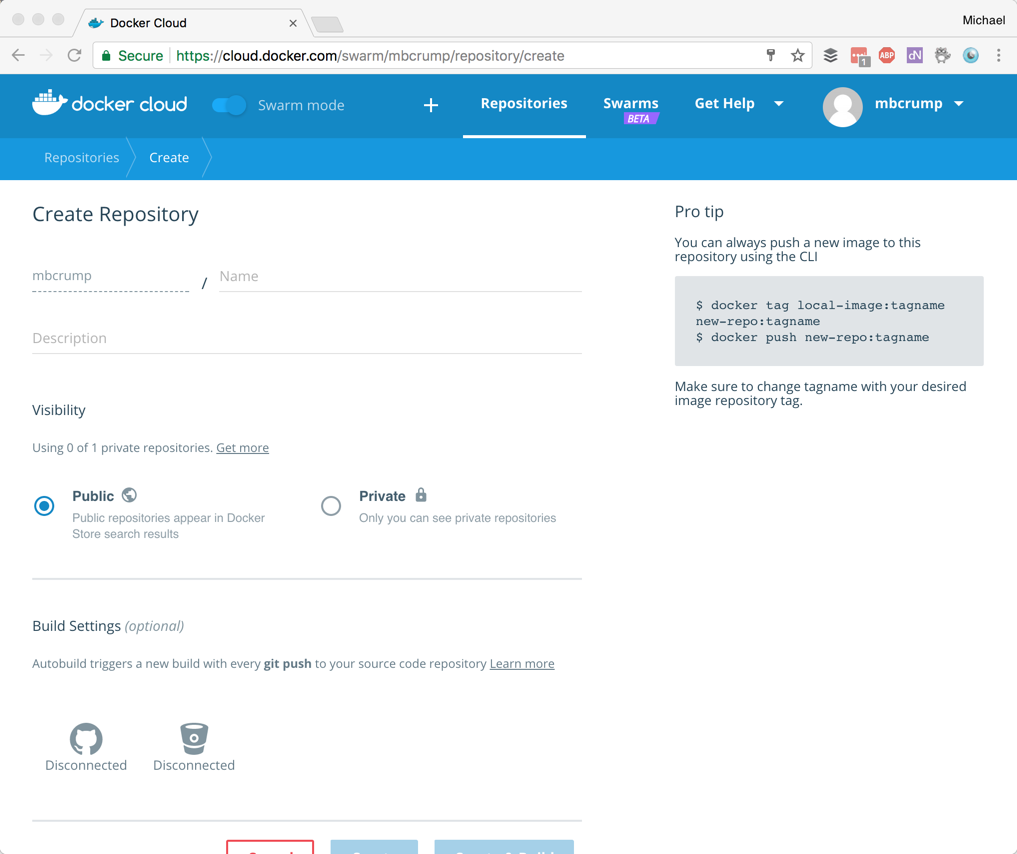 Docker Cloud
Michael
Secure
https://cloud.docker.com/swarm/mbcrump/repository/create
1
ABP
dN
docker cloud
Swarm mode
+
Repositories
Swarms
BETA
Get Help
mbcrump
Repositories
Create
Create Repository
mbcrump / Name
Description
Visibility
Using 0 of 1 private repositories. Get more
Public
Public repositories appear in Docker
Store search results
Private
Only you can see private repositories
Build Settings (optional)
Autobuild triggers a new build with every git push to your source code repository Learn more
Disconnected
Disconnected
Pro tip
You can always push a new image to this
repository using the CLI
$ docker tag local-image:tagname
new-repo:tagname
$ docker push new-repo:tagname
Make sure to change tagname with your desired
image repository tag.